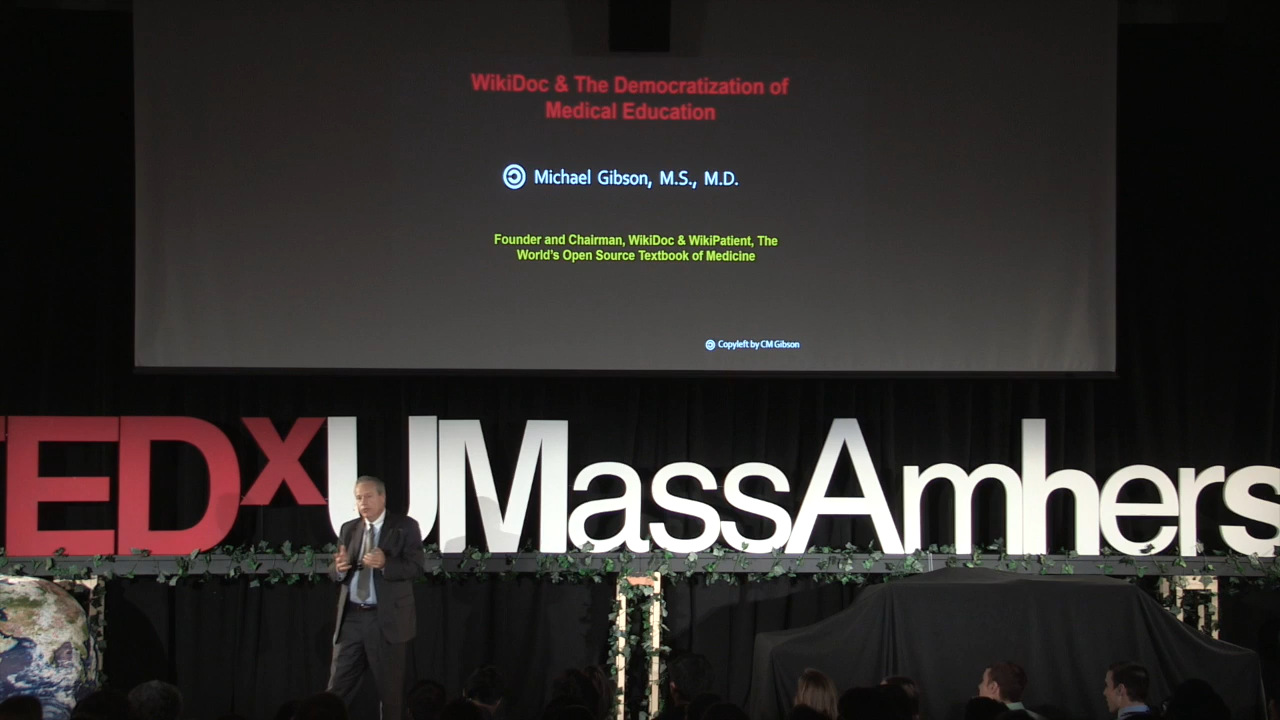 WikiDoc & The Democratization of
Medical Education
Michael Gibson, M.S., M.D.
Founder and Chairman, WikiDoc & WikiPatient, The
World's Open Source Textbook of Medicine
Copyleft by CM Gibson
TEDxUMassAmhers